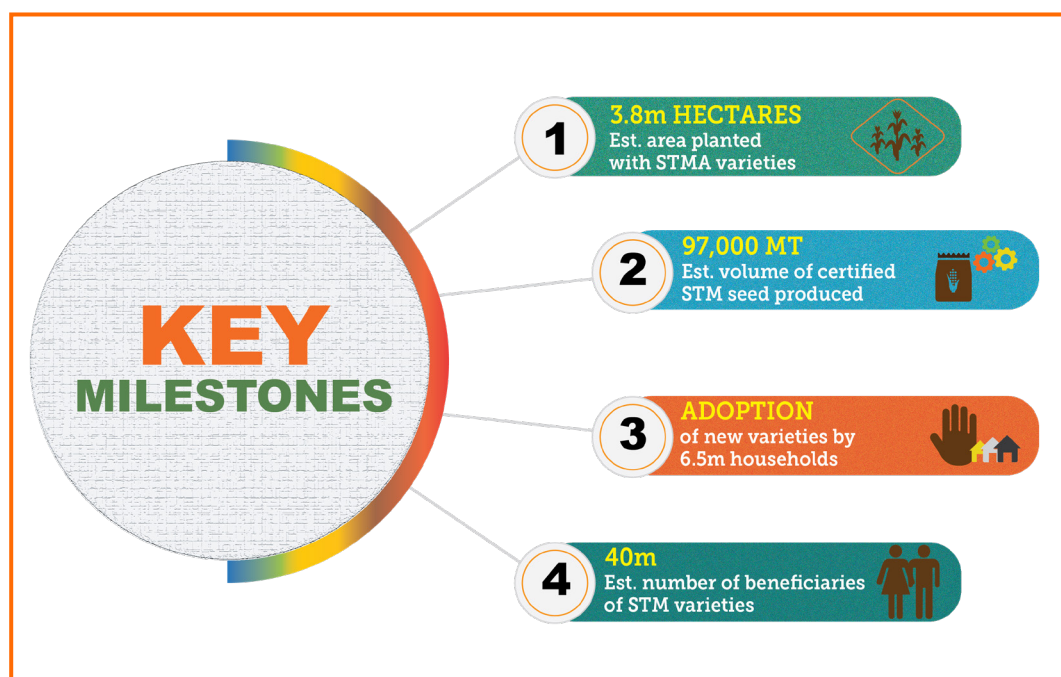 KEY
MILESTONES
1
3.8m HECTARES
Est. area planted
with STMA varieties
2
97,000 MT
Est. volume of certified
STM seed produced
3
ADOPTION
of new varieties by
6.5m households
4
40m
Est. number of beneficiaries
of STM varieties